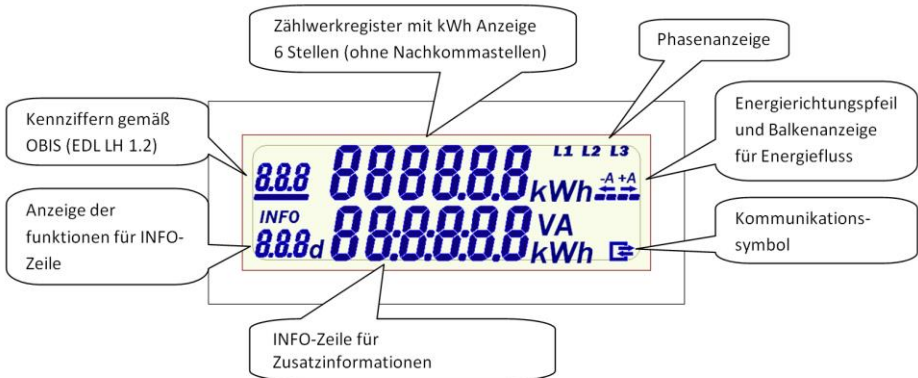 Zählwerkregister mit kWh Anzeige
6 Stellen (ohne Nachkommastellen)
Phasenanzeige
Kennziffern gemäß
OBIS (EDL LH 1.2)
Energierichtungspfeil
und Balkenanzeige
für Energiefluss
L1 L2 L3
8.8.8
888888
kWh
-A +A
Anzeige der
funktionen für INFO-
Zeile
INFO
8.8.8d
88:8:8.8.8
VA
kWh
Kommunikations-
symbol
INFO-Zeile für
Zusatzinformationen